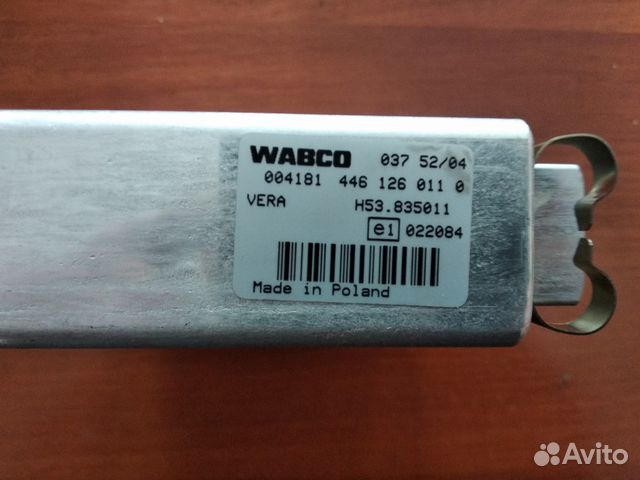 WABCO 037 52/04
004181 446 126 011 0
VERA H53.835011
e1 022084
Made in Poland
Avito